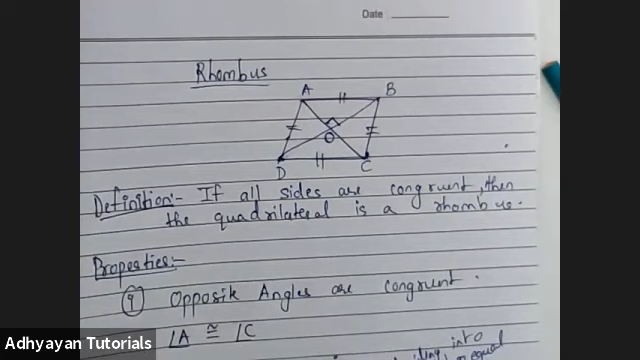 Date
Rhombus
A B
O
D C
Definition:- If all sides are congruent, then
the quadrilateral is a rhombus.
Properties:-
Opposite Angles are congruent.
∠A ≅ ∠C
into
equal
Adhyayan Tutorials